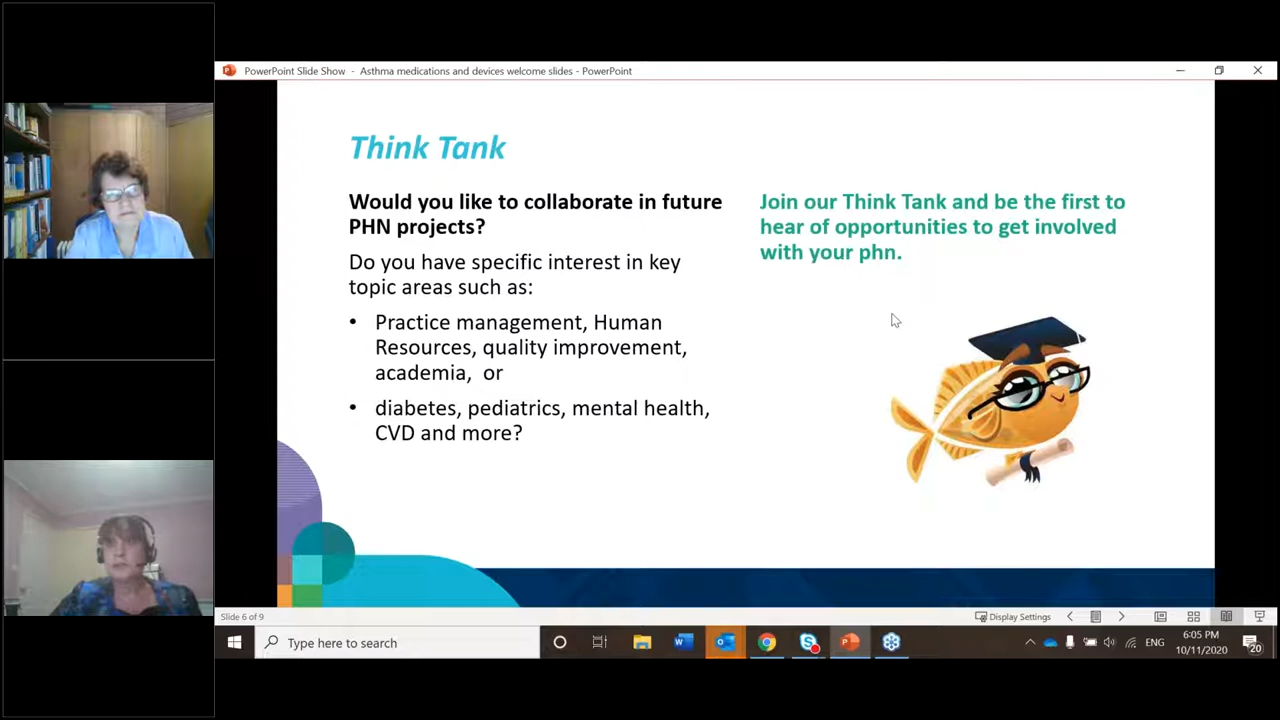 PowerPoint Slide Show - Asthma medications and devices welcome slides - PowerPoint
Think Tank
Would you like to collaborate in future
PHN projects?
Do you have specific interest in key
topic areas such as:
• Practice management, Human
Resources, quality improvement,
academia, or
• diabetes, pediatrics, mental health,
CVD and more?
Join our Think Tank and be the first to
hear of opportunities to get involved
with your phn.
Slide 6 of 9
Display Settings
Type here to search
ENG
6:05 PM
10/11/2020
20